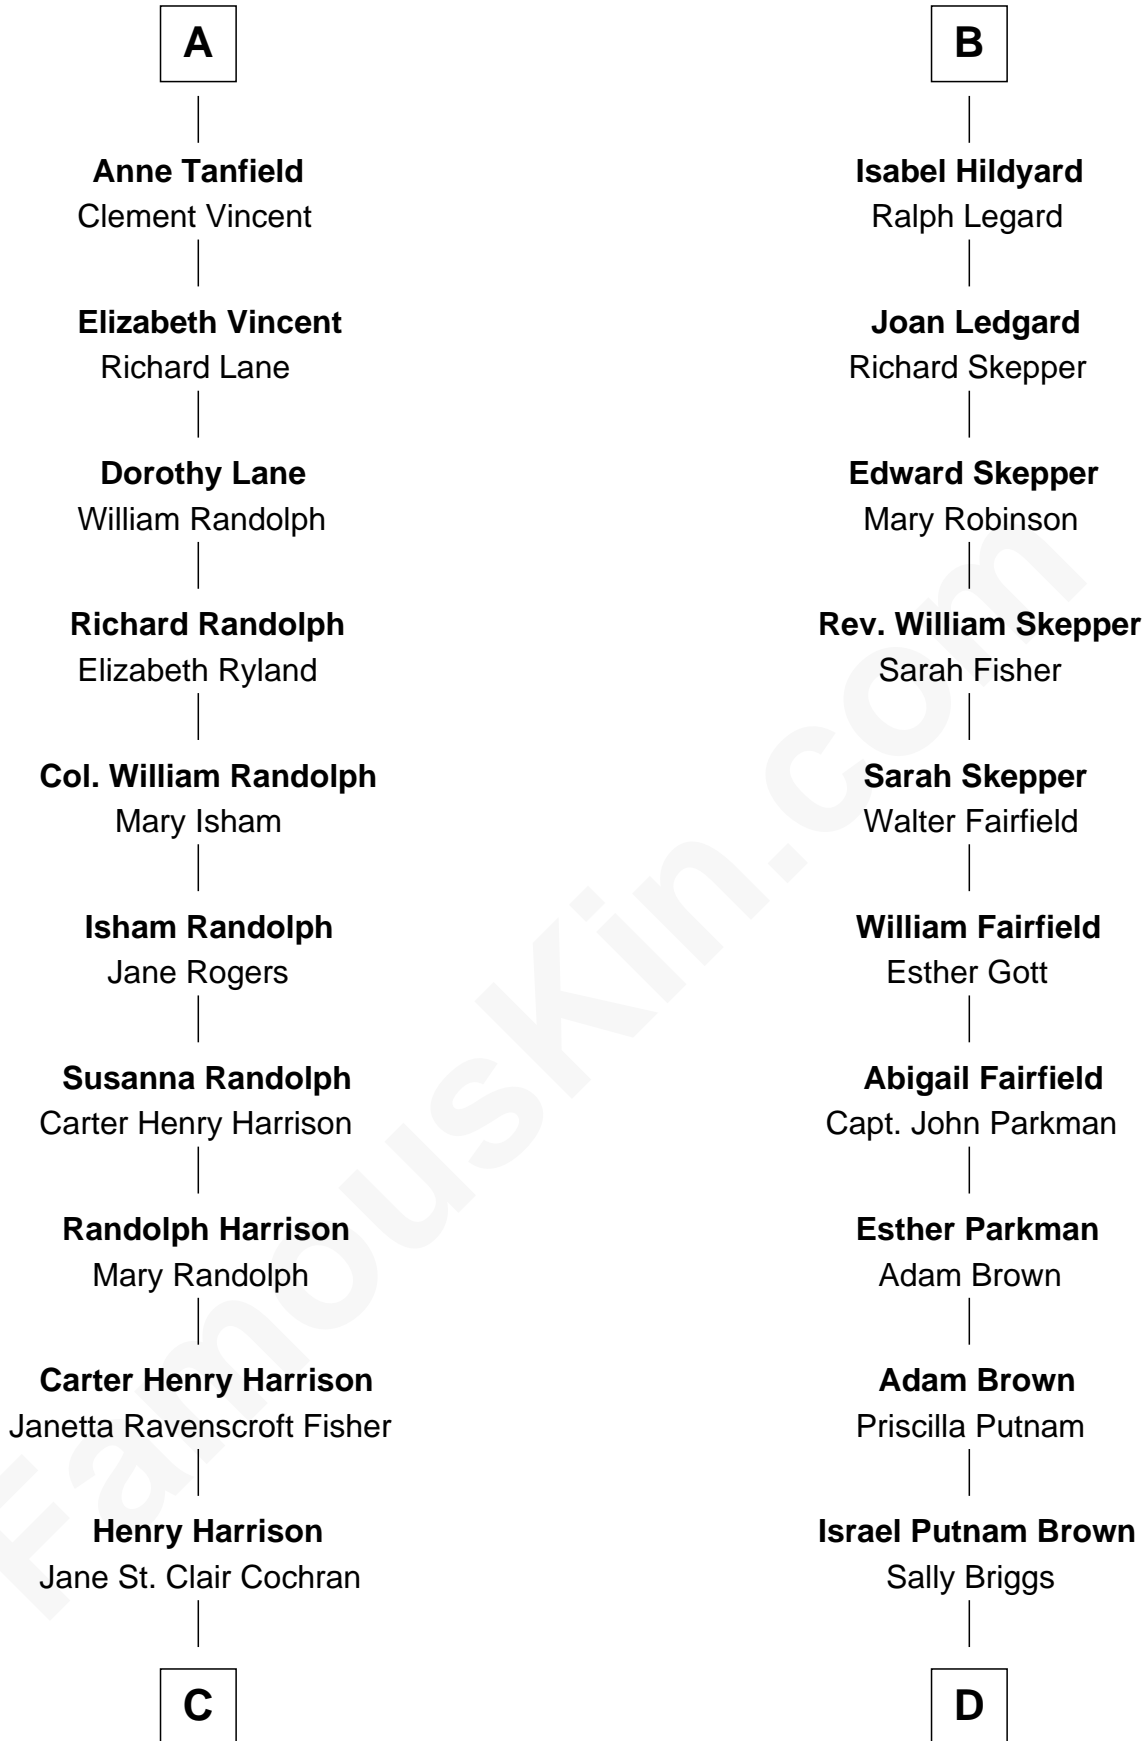 A
Anne Tanfield
Clement Vincent
Elizabeth Vincent
Richard Lane
Dorothy Lane
William Randolph
Richard Randolph
Elizabeth Ryland
Col. William Randolph
Mary Isham
Isham Randolph
Jane Rogers
Susanna Randolph
Carter Henry Harrison
Randolph Harrison
Mary Randolph
Carter Henry Harrison
Janetta Ravenscroft Fisher
Henry Harrison
Jane St. Clair Cochran
C
B
Isabel Hildyard
Ralph Legard
Joan Ledgard
Richard Skepper
Edward Skepper
Mary Robinson
Rev. William Skepper
Sarah Fisher
Sarah Skepper
Walter Fairfield
William Fairfield
Esther Gott
Abigail Fairfield
Capt. John Parkman
Esther Parkman
Adam Brown
Adam Brown
Priscilla Putnam
Israel Putnam Brown
Sally Briggs
D
FamousKin.com